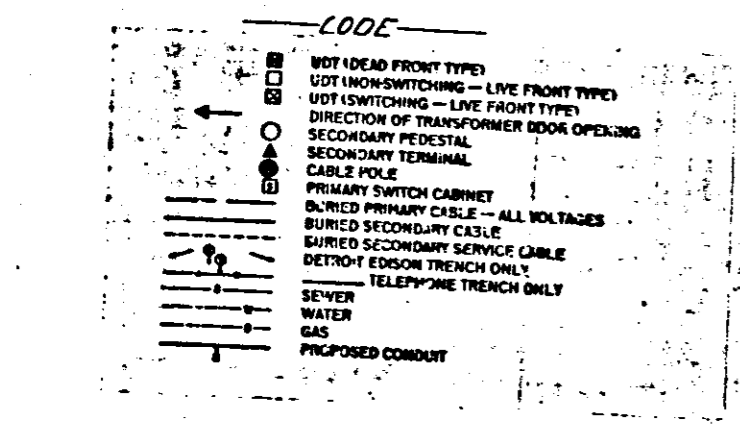 CODE
UDT (DEAD FRONT TYPE)
UDT (NON-SWITCHING — LIVE FRONT TYPE)
UDT (SWITCHING — LIVE FRONT TYPE)
DIRECTION OF TRANSFORMER DOOR OPENING
SECONDARY PEDESTAL
SECONDARY TERMINAL
CABLE POLE
PRIMARY SWITCH CABINET
BURIED PRIMARY CABLE — ALL VOLTAGES
BURIED SECONDARY CABLE
BURIED SECONDARY SERVICE CABLE
DETROIT EDISON TRENCH ONLY
TELEPHONE TRENCH ONLY
SEWER
WATER
GAS
PROPOSED CONDUIT